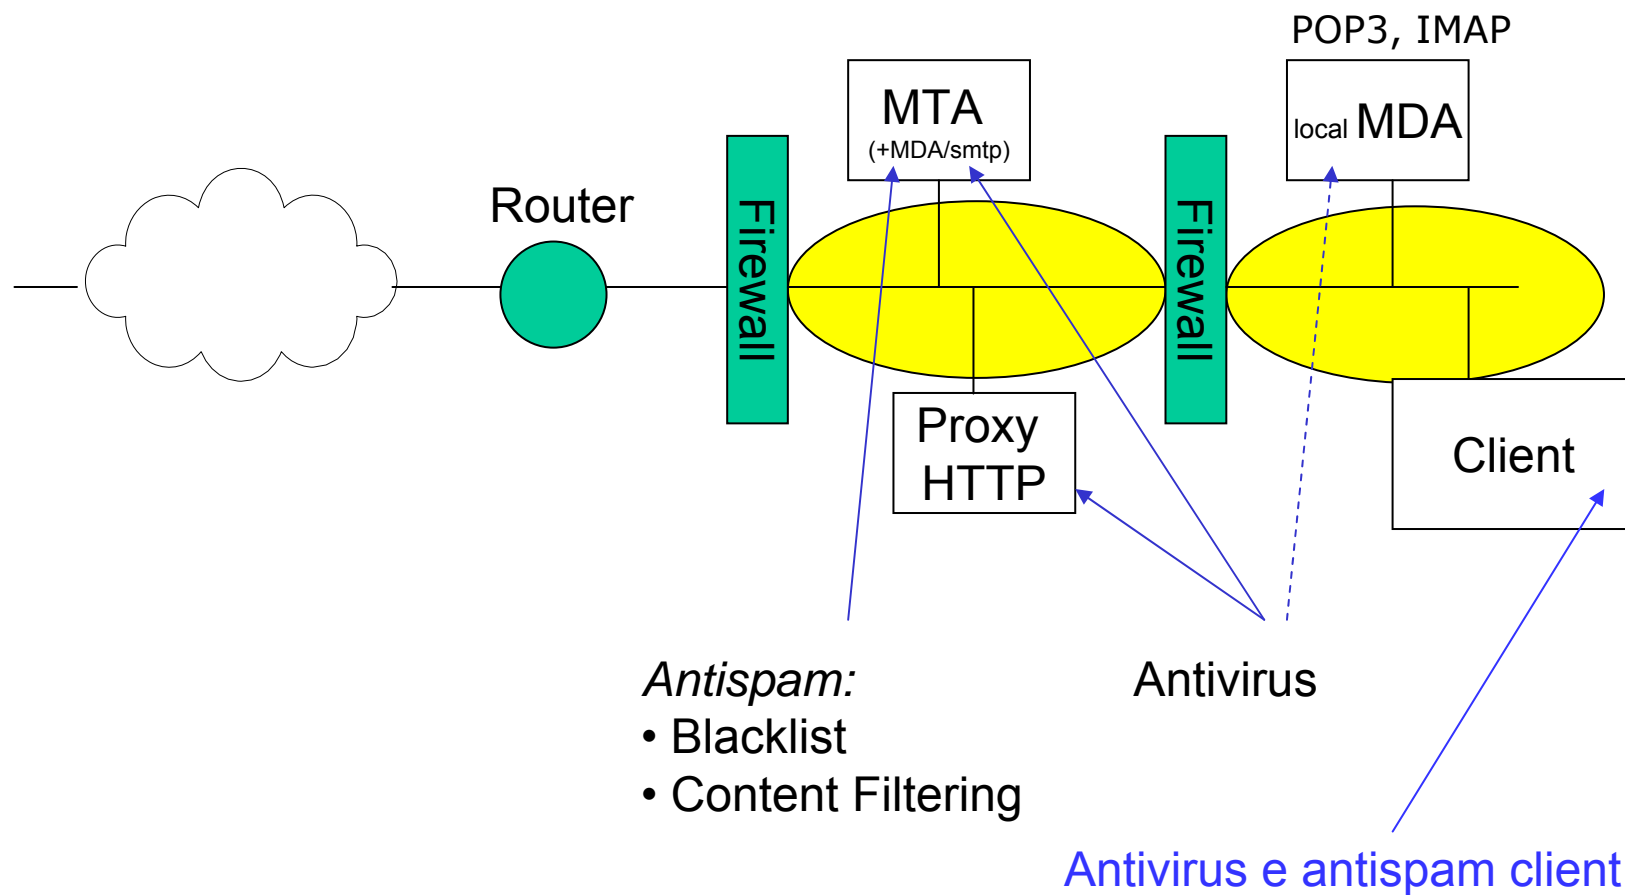 POP3, IMAP
MTA
(+MDA/smtp)
local MDA
Router
Firewall
Firewall
Proxy
HTTP
Client
Antispam:
• Blacklist
• Content Filtering
Antivirus
Antivirus e antispam client